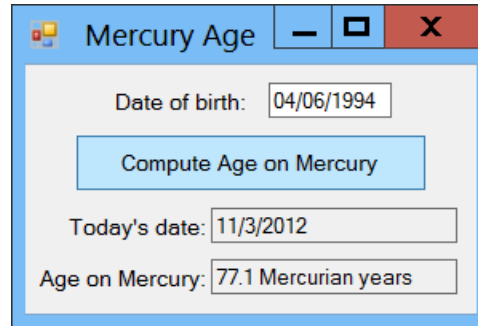 Mercury Age
Date of birth: 04/06/1994
Compute Age on Mercury
Today's date: 11/3/2012
Age on Mercury: 77.1 Mercurian years